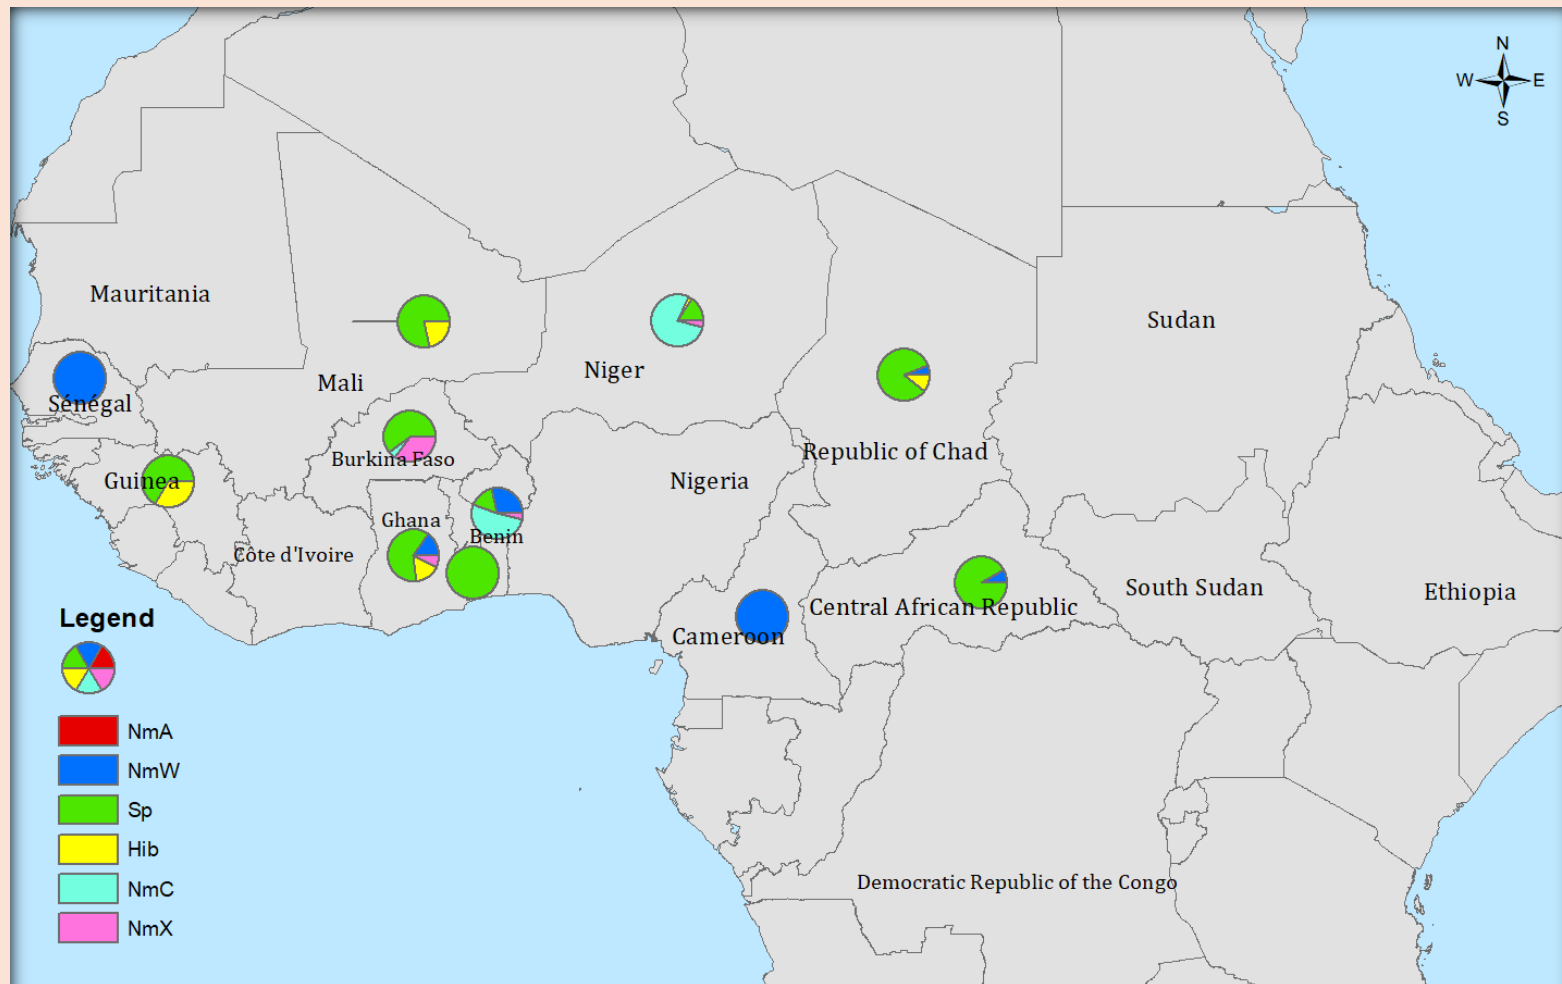 N
W
E
S
Mauritania
Sudan
Mali
Niger
Sénégal
Republic of Chad
Burkina Faso
Guinea
Nigeria
Ghana
Benin
Côte d'Ivoire
South Sudan
Ethiopia
Central African Republic
Cameroon
Democratic Republic of the Congo
Legend
NmA
NmW
Sp
Hib
NmC
NmX